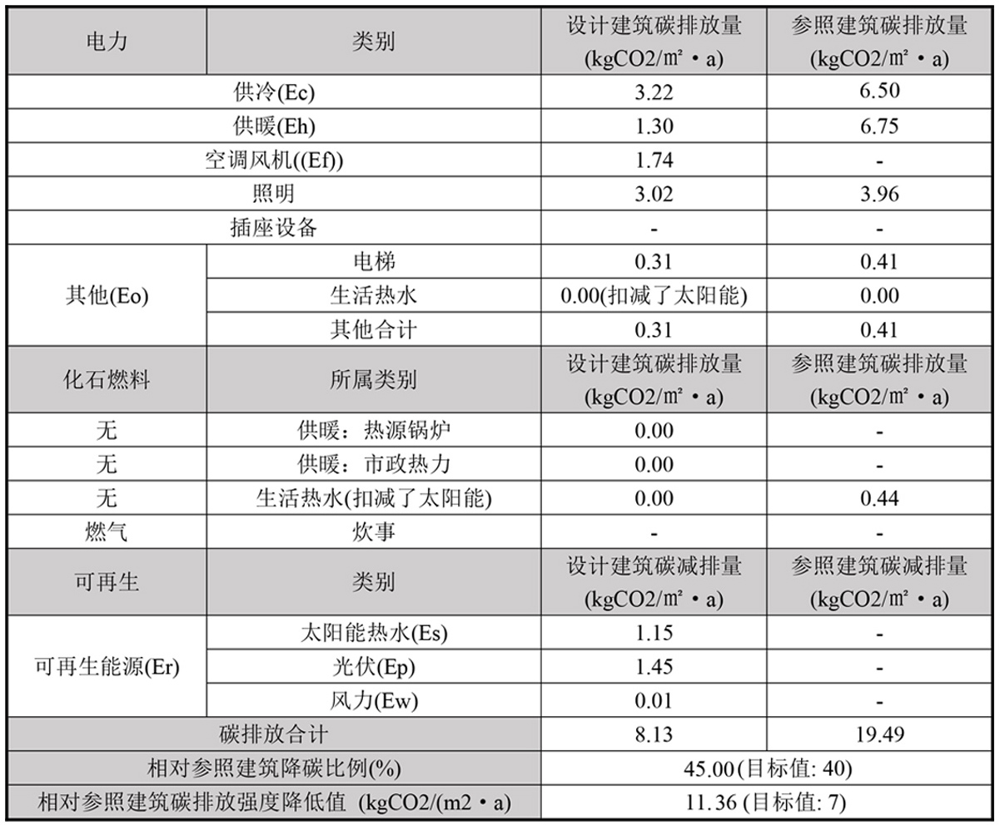 电力 类别 设计建筑碳排放量 参照建筑碳排放量
(kgCO2/㎡·a) (kgCO2/㎡·a)
供冷(Ec) 3.22 6.50
供暖(Eh) 1.30 6.75
空调风机((Ef)) 1.74 -
照明 3.02 3.96
插座设备 - -
其他(Eo) 电梯 0.31 0.41
生活热水 0.00(扣减了太阳能) 0.00
其他合计 0.31 0.41
化石燃料 所属类别 设计建筑碳排放量 参照建筑碳排放量
(kgCO2/㎡·a) (kgCO2/㎡·a)
无 供暖：热源锅炉 0.00 -
无 供暖：市政热力 0.00 -
无 生活热水(扣减了太阳能) 0.00 0.44
燃气 炊事 - -
可再生 类别 设计建筑碳减排量 参照建筑碳减排量
(kgCO2/㎡·a) (kgCO2/㎡·a)
可再生能源(Er) 太阳能热水(Es) 1.15 -
光伏(Ep) 1.45 -
风力(Ew) 0.01 -
碳排放合计 8.13 19.49
相对参照建筑降碳比例(%) 45.00(目标值: 40)
相对参照建筑碳排放强度降低值 (kgCO2/(m2·a) 11.36 (目标值: 7)